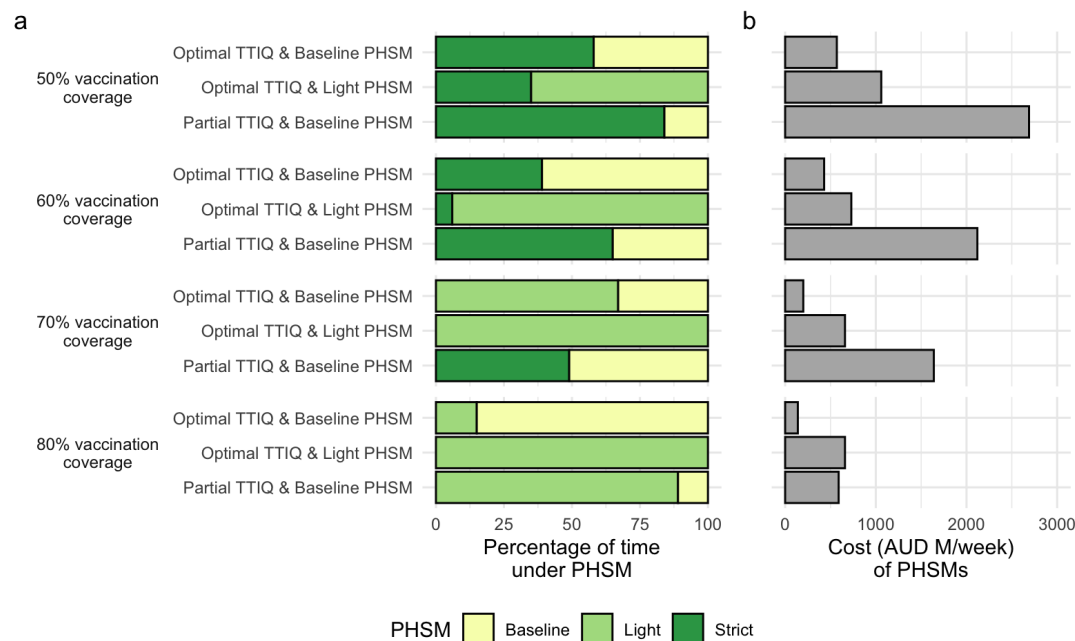 a
b
50% vaccination
coverage
Optimal TTIQ & Baseline PHSM
Optimal TTIQ & Light PHSM
Partial TTIQ & Baseline PHSM
60% vaccination
coverage
Optimal TTIQ & Baseline PHSM
Optimal TTIQ & Light PHSM
Partial TTIQ & Baseline PHSM
70% vaccination
coverage
Optimal TTIQ & Baseline PHSM
Optimal TTIQ & Light PHSM
Partial TTIQ & Baseline PHSM
80% vaccination
coverage
Optimal TTIQ & Baseline PHSM
Optimal TTIQ & Light PHSM
Partial TTIQ & Baseline PHSM
0 25 50 75 100
Percentage of time
under PHSM
0 1000 2000 3000
Cost (AUD M/week)
of PHSMs
PHSM Baseline Light Strict